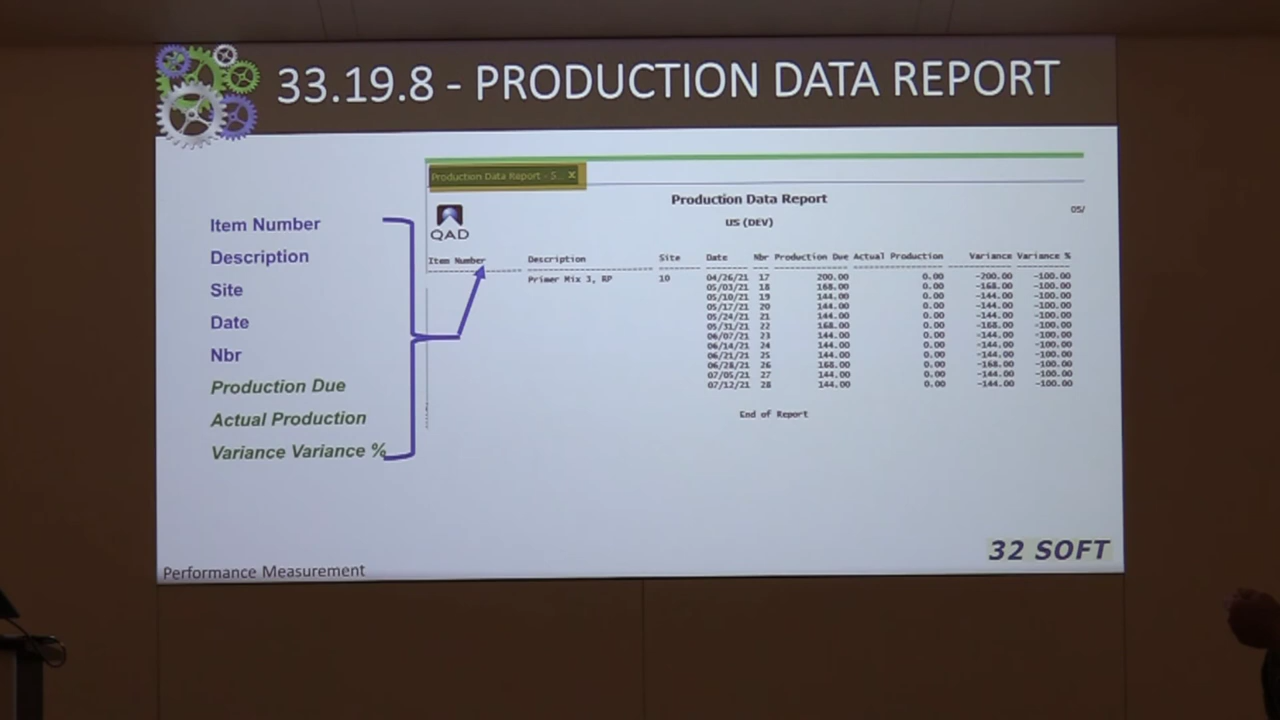 33.19.8 - PRODUCTION DATA REPORT
Item Number
Description
Site
Date
Nbr
Production Due
Actual Production
Variance Variance %
Production Data Report - S... X
QAD
Production Data Report
US (DEV)
05/
Item Number Description Site Date Nbr Production Due Actual Production Variance Variance %
Primer Mix 3, RP 10 04/26/21 17 200.00 0.00 -200.00 -100.00
05/03/21 18 168.00 0.00 -168.00 -100.00
05/10/21 19 144.00 0.00 -144.00 -100.00
05/17/21 20 144.00 0.00 -144.00 -100.00
05/24/21 21 144.00 0.00 -144.00 -100.00
05/31/21 22 168.00 0.00 -168.00 -100.00
06/07/21 23 144.00 0.00 -144.00 -100.00
06/14/21 24 144.00 0.00 -144.00 -100.00
06/21/21 25 144.00 0.00 -144.00 -100.00
06/28/21 26 168.00 0.00 -168.00 -100.00
07/05/21 27 144.00 0.00 -144.00 -100.00
07/12/21 28 144.00 0.00 -144.00 -100.00
End of Report
32 SOFT
Performance Measurement